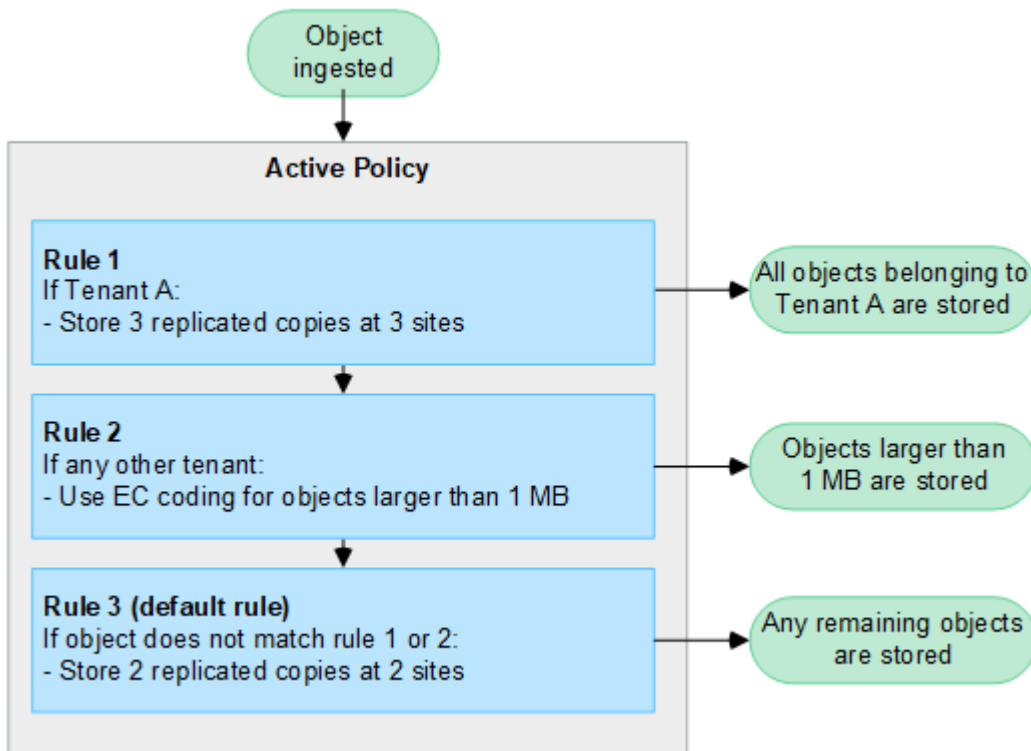 Object
ingested
Active Policy
Rule 1
If Tenant A:
- Store 3 replicated copies at 3 sites
All objects belonging to
Tenant A are stored
Rule 2
If any other tenant:
- Use EC coding for objects larger than 1 MB
Objects larger than
1 MB are stored
Rule 3 (default rule)
If object does not match rule 1 or 2:
- Store 2 replicated copies at 2 sites
Any remaining objects
are stored